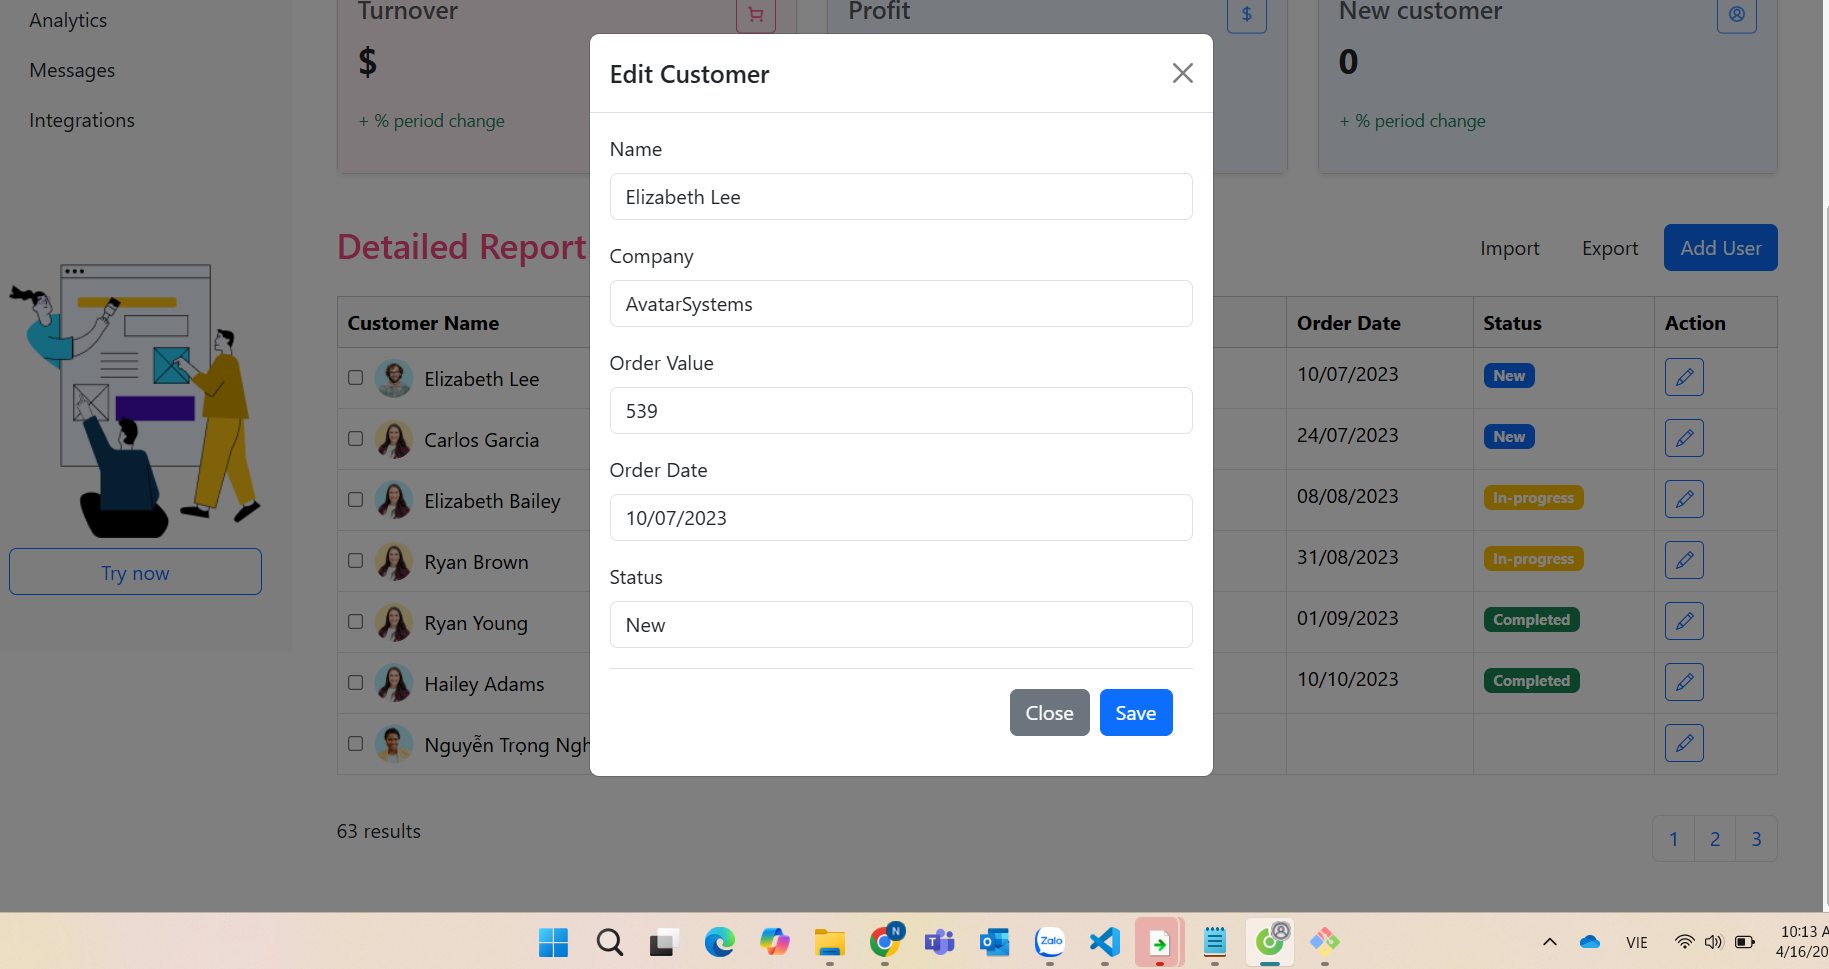 Analytics
Messages
Integrations
Try now
Turnover
$
+ % period change
Profit
$
New customer
0
+ % period change
Detailed Report
Import
Export
Add User
Customer Name
Order Date
Status
Action
Elizabeth Lee
10/07/2023
New
Carlos Garcia
24/07/2023
New
Elizabeth Bailey
08/08/2023
In-progress
Ryan Brown
31/08/2023
In-progress
Ryan Young
01/09/2023
Completed
Hailey Adams
10/10/2023
Completed
Nguyễn Trọng Ngh
63 results
1
2
3
Edit Customer
Name
Elizabeth Lee
Company
AvatarSystems
Order Value
539
Order Date
10/07/2023
Status
New
Close
Save
N
Zalo
VIE
10:13 A
4/16/20